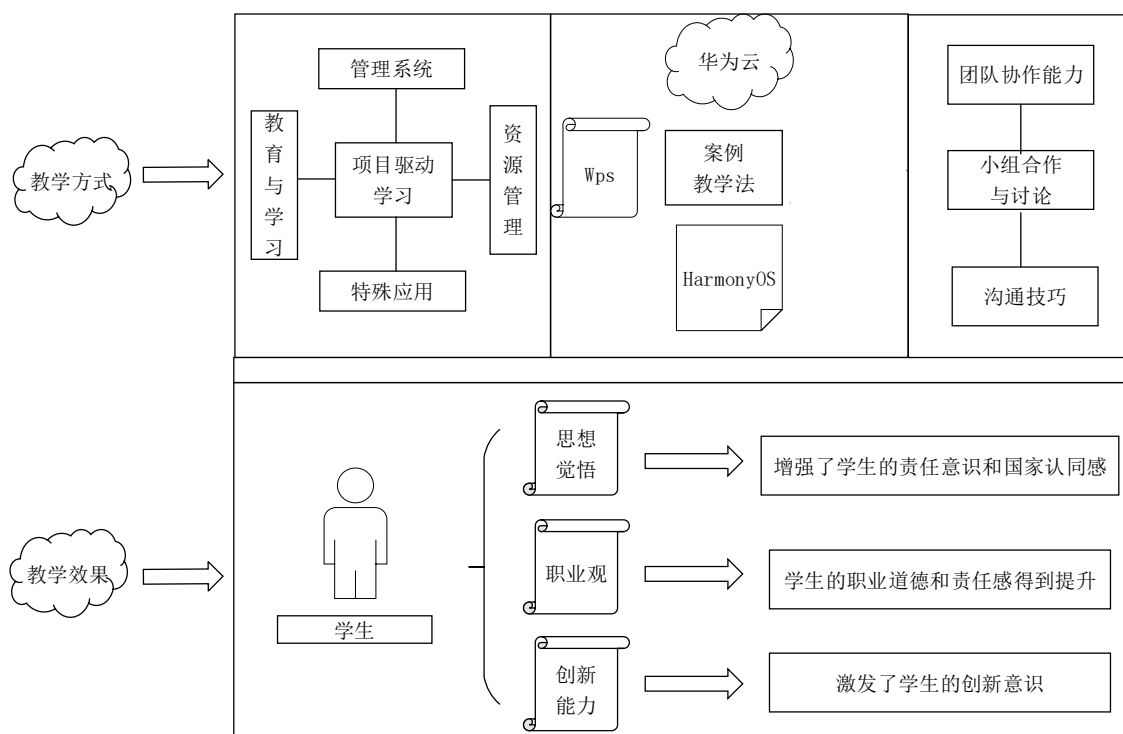 教学方式
管理系统
教育与学习
项目驱动
学习
资源管理
特殊应用
华为云
Wps
案例
教学法
HarmonyOS
团队协作能力
小组合作
与讨论
沟通技巧
教学效果
学生
思想
觉悟
增强了学生的责任意识和国家认同感
职业观
学生的职业道德和责任感得到提升
创新
能力
激发了学生的创新意识